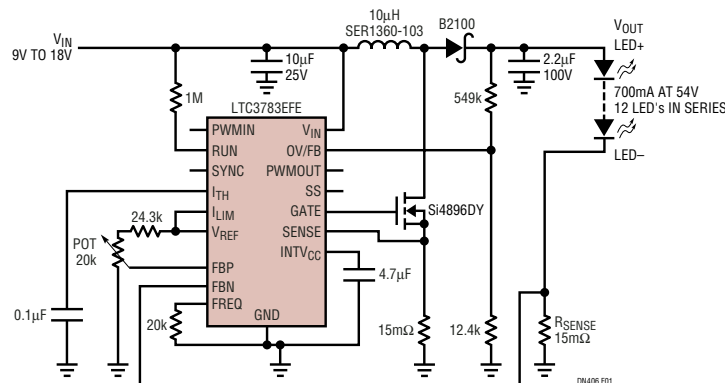 10µH
SER1360-103
B2100
VIN
9V TO 18V
VOUT
LED+
10µF
25V
2.2µF
100V
700mA AT 54V
12 LED's IN SERIES
LED–
1M
549k
LTC3783EFE
PWMIN
RUN
SYNC
ITH
ILIM
VREF
FBP
FBN
FREQ
GND
VIN
OV/FB
PWMOUT
SS
GATE
SENSE
INTVCC
Si4896DY
24.3k
POT
20k
0.1µF
20k
4.7µF
15mΩ
12.4k
RSENSE
15mΩ
DN406 F01